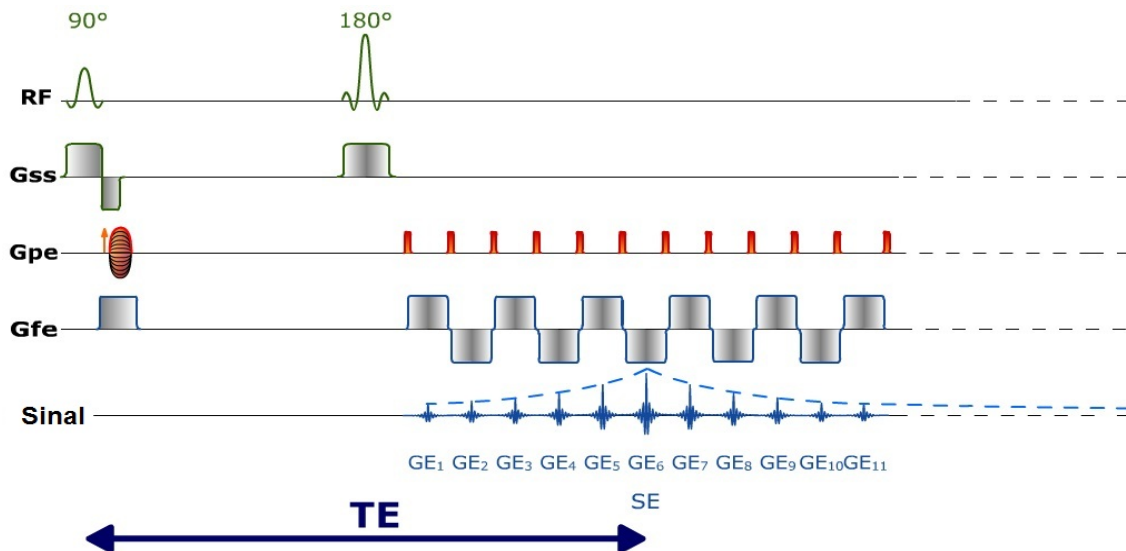 90° 180°
RF
Gss
Gpe
Gfe
Sinal
GE₁ GE₂ GE₃ GE₄ GE₅ GE₆ GE₇ GE₈ GE₉ GE₁₀ GE₁₁
SE
TE